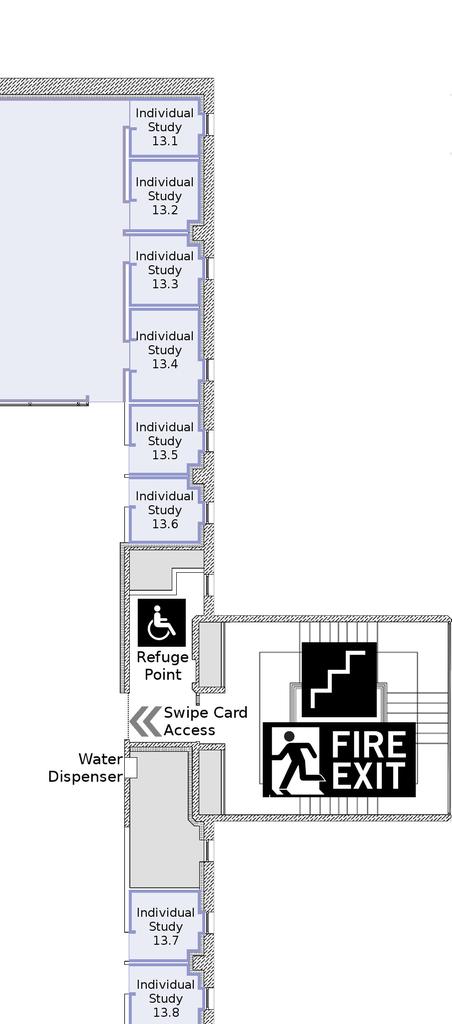 Individual
Study
13.1
Individual
Study
13.2
Individual
Study
13.3
Individual
Study
13.4
Individual
Study
13.5
Individual
Study
13.6
Refuge
Point
Swipe Card
Access
FIRE
EXIT
Water
Dispenser
Individual
Study
13.7
Individual
Study
13.8